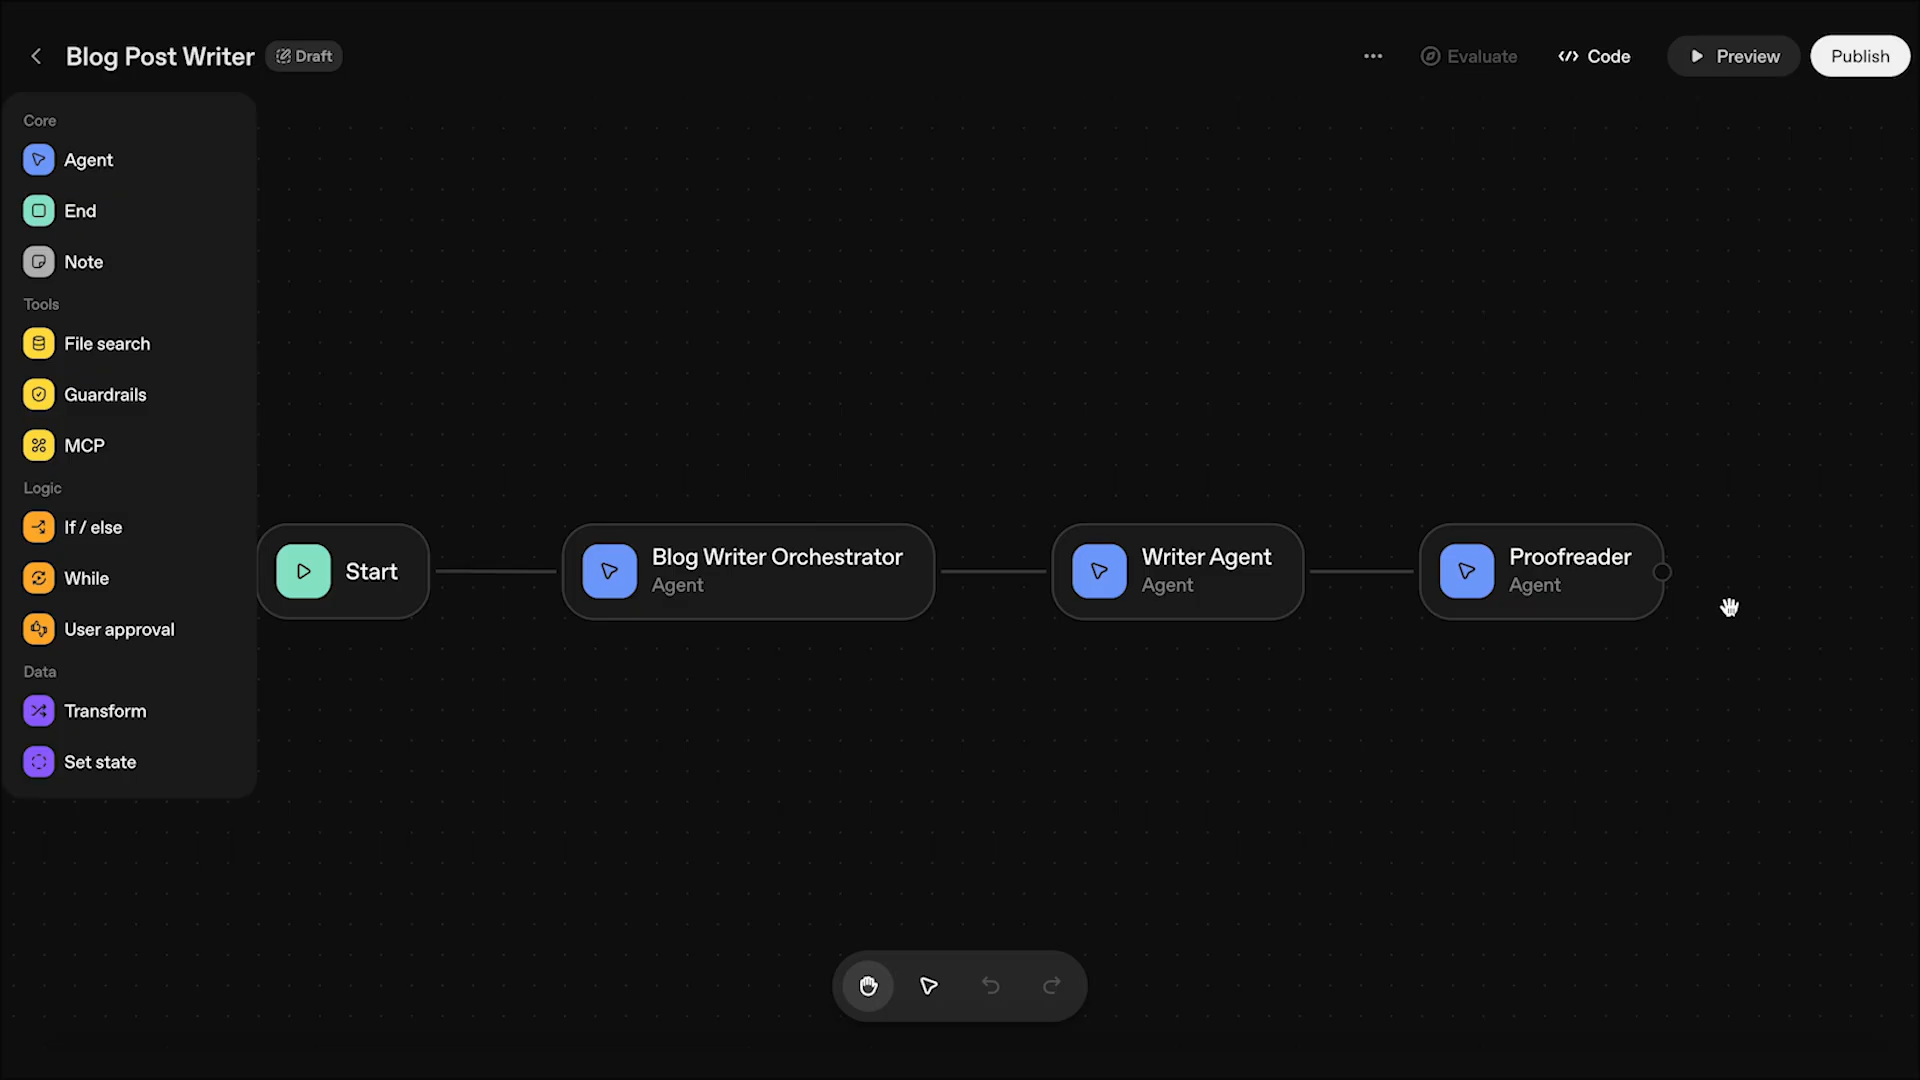 Blog Post Writer
Draft
Evaluate
Code
Preview
Publish
Core
Agent
End
Note
Tools
File search
Guardrails
MCP
Logic
If / else
While
User approval
Data
Transform
Set state
Start
Blog Writer Orchestrator
Agent
Writer Agent
Agent
Proofreader
Agent